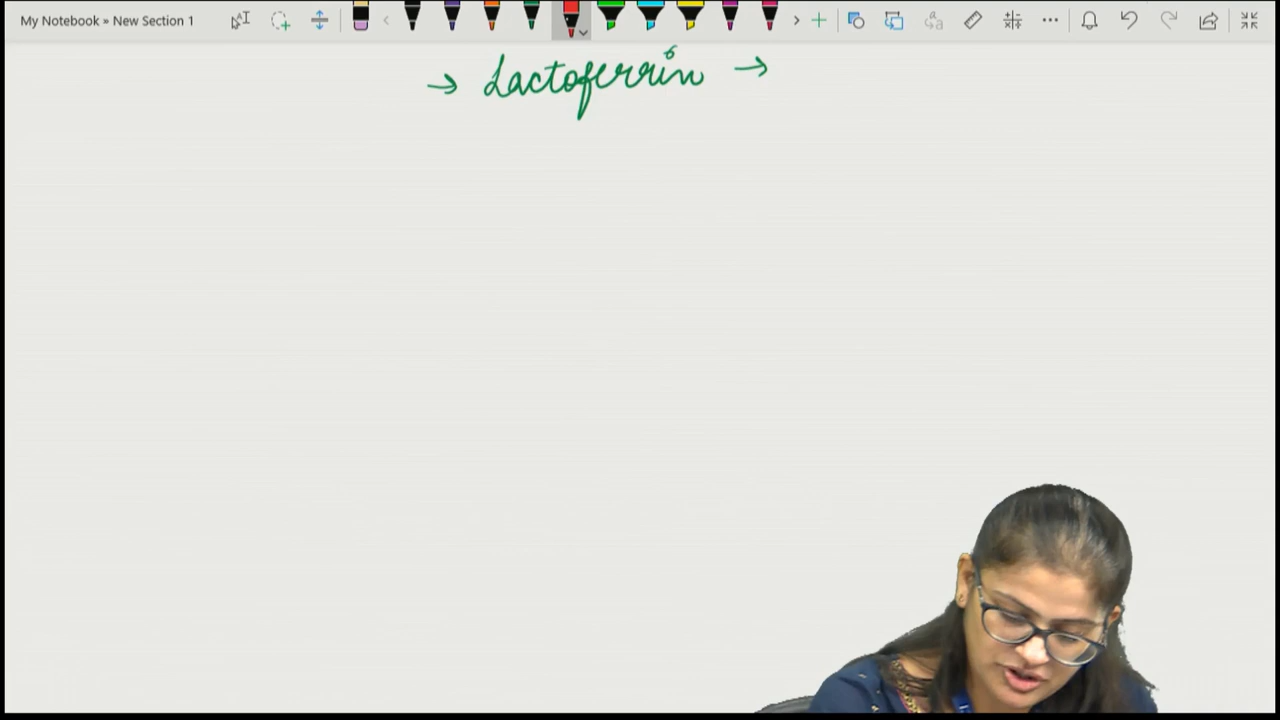 My Notebook » New Section 1
→ Lactoferrin →